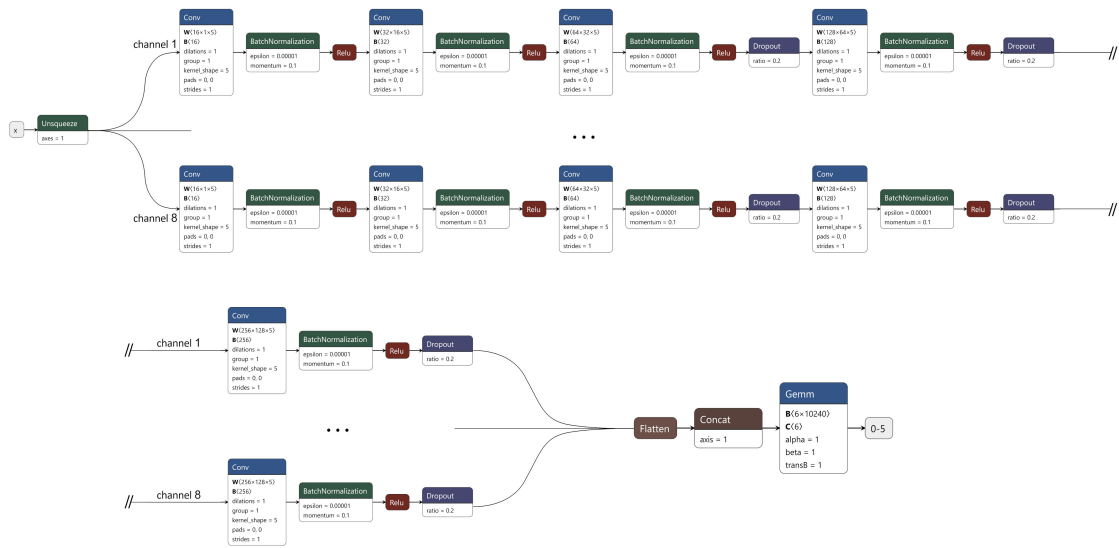 x
Unsqueeze
axes = 1
channel 1
Conv
W⟨16×1×5⟩
B⟨16⟩
dilations = 1
group = 1
kernel_shape = 5
pads = 0, 0
strides = 1
BatchNormalization
epsilon = 0.00001
momentum = 0.1
Relu
Conv
W⟨32×16×5⟩
B⟨32⟩
dilations = 1
group = 1
kernel_shape = 5
pads = 0, 0
strides = 1
BatchNormalization
epsilon = 0.00001
momentum = 0.1
Relu
Conv
W⟨64×32×5⟩
B⟨64⟩
dilations = 1
group = 1
kernel_shape = 5
pads = 0, 0
strides = 1
BatchNormalization
epsilon = 0.00001
momentum = 0.1
Relu
Dropout
ratio = 0.2
Conv
W⟨128×64×5⟩
B⟨128⟩
dilations = 1
group = 1
kernel_shape = 5
pads = 0, 0
strides = 1
BatchNormalization
epsilon = 0.00001
momentum = 0.1
Relu
Dropout
ratio = 0.2
//
...
channel 8
Conv
W⟨16×1×5⟩
B⟨16⟩
dilations = 1
group = 1
kernel_shape = 5
pads = 0, 0
strides = 1
BatchNormalization
epsilon = 0.00001
momentum = 0.1
Relu
Conv
W⟨32×16×5⟩
B⟨32⟩
dilations = 1
group = 1
kernel_shape = 5
pads = 0, 0
strides = 1
BatchNormalization
epsilon = 0.00001
momentum = 0.1
Relu
Conv
W⟨64×32×5⟩
B⟨64⟩
dilations = 1
group = 1
kernel_shape = 5
pads = 0, 0
strides = 1
BatchNormalization
epsilon = 0.00001
momentum = 0.1
Relu
Dropout
ratio = 0.2
Conv
W⟨128×64×5⟩
B⟨128⟩
dilations = 1
group = 1
kernel_shape = 5
pads = 0, 0
strides = 1
BatchNormalization
epsilon = 0.00001
momentum = 0.1
Relu
Dropout
ratio = 0.2
//
//
channel 1
Conv
W⟨256×128×5⟩
B⟨256⟩
dilations = 1
group = 1
kernel_shape = 5
pads = 0, 0
strides = 1
BatchNormalization
epsilon = 0.00001
momentum = 0.1
Relu
Dropout
ratio = 0.2
...
//
channel 8
Conv
W⟨256×128×5⟩
B⟨256⟩
dilations = 1
group = 1
kernel_shape = 5
pads = 0, 0
strides = 1
BatchNormalization
epsilon = 0.00001
momentum = 0.1
Relu
Dropout
ratio = 0.2
Flatten
Concat
axis = 1
Gemm
B⟨6×10240⟩
C⟨6⟩
alpha = 1
beta = 1
transB = 1
0-5